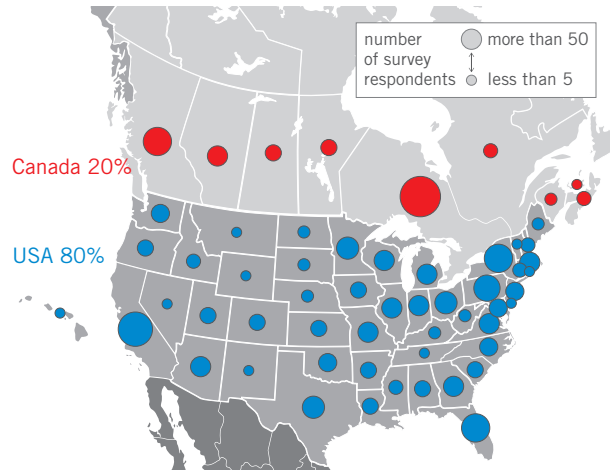 number
of survey
respondents
more than 50
less than 5
Canada 20%
USA 80%